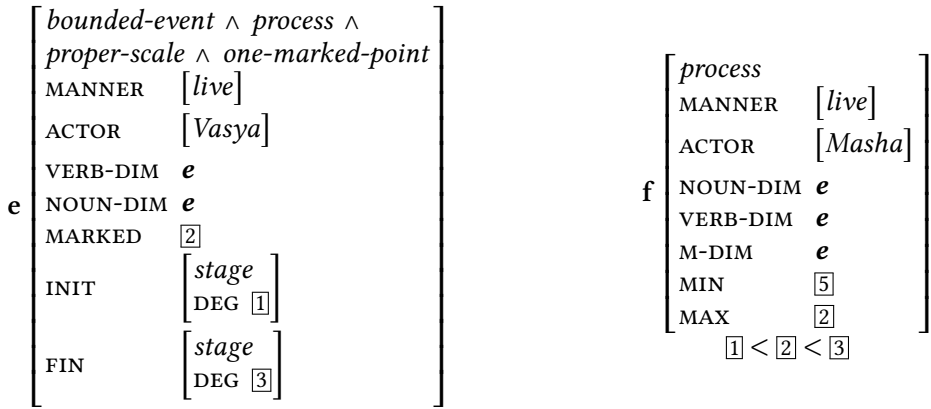 bounded-event ∧ process ∧
proper-scale ∧ one-marked-point
MANNER [live]
ACTOR [Vasya]
VERB-DIM e
e NOUN-DIM e
MARKED 2
INIT [stage
DEG 1]
FIN [stage
DEG 3]
process
MANNER [live]
ACTOR [Masha]
f NOUN-DIM e
VERB-DIM e
M-DIM e
MIN 5
MAX 2
1 < 2 < 3